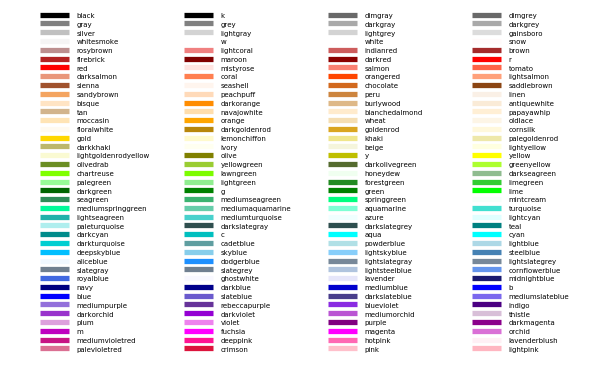 black k dimgray dimgrey
gray grey darkgray darkgrey
silver lightgray lightgrey gainsboro
whitesmoke w white snow
rosybrown lightcoral indianred brown
firebrick maroon darkred r
red mistyrose salmon tomato
darksalmon coral orangered lightsalmon
sienna seashell chocolate saddlebrown
sandybrown peachpuff peru linen
bisque darkorange burlywood antiquewhite
tan navajowhite blanchedalmond papayawhip
moccasin orange wheat oldlace
floralwhite darkgoldenrod goldenrod cornsilk
gold lemonchiffon khaki palegoldenrod
darkkhaki ivory beige lightyellow
lightgoldenrodyellow olive y yellow
olivedrab yellowgreen darkolivegreen greenyellow
chartreuse lawngreen honeydew darkseagreen
palegreen lightgreen forestgreen limegreen
darkgreen g green lime
seagreen mediumseagreen springgreen mintcream
mediumspringgreen mediumaquamarine aquamarine turquoise
lightseagreen mediumturquoise azure lightcyan
paleturquoise darkslategray darkslategrey teal
darkcyan c aqua cyan
darkturquoise cadetblue powderblue lightblue
deepskyblue skyblue lightskyblue steelblue
aliceblue dodgerblue lightslategray lightslategrey
slategray slategrey lightsteelblue cornflowerblue
royalblue ghostwhite lavender midnightblue
navy darkblue mediumblue b
blue slateblue darkslateblue mediumslateblue
mediumpurple rebeccapurple blueviolet indigo
darkorchid darkviolet mediumorchid thistle
plum violet purple darkmagenta
m fuchsia magenta orchid
mediumvioletred deeppink hotpink lavenderblush
palevioletred crimson pink lightpink